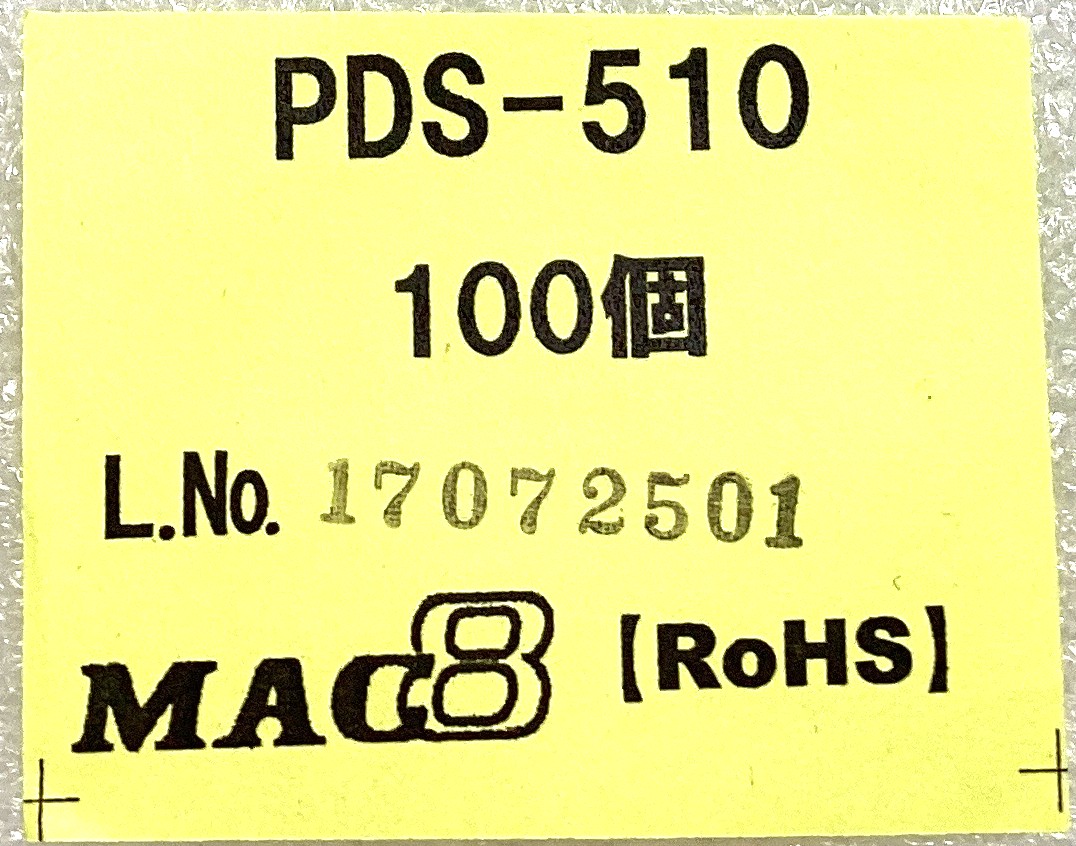 PDS-510
100個
L.No. 17072501
MAC8 【RoHS】